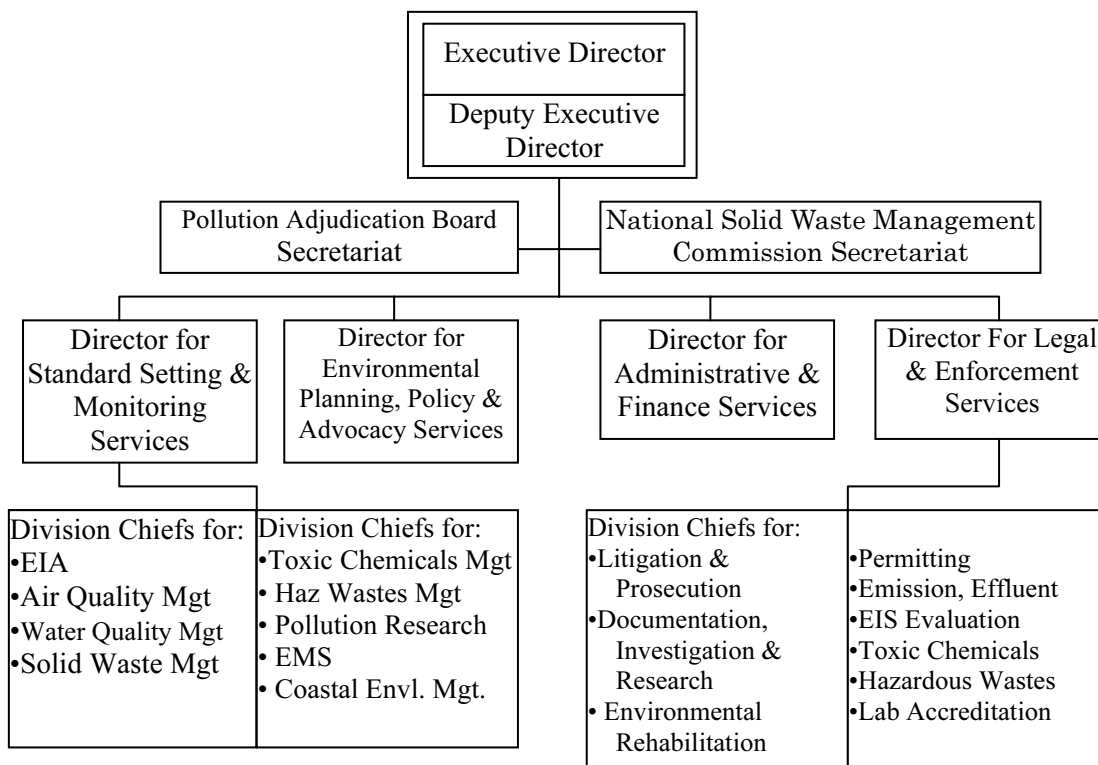 Executive Director
Deputy Executive
Director
Pollution Adjudication Board
Secretariat
National Solid Waste Management
Commission Secretariat
Director for
Standard Setting &
Monitoring
Services
Director for
Environmental
Planning, Policy &
Advocacy Services
Director for
Administrative &
Finance Services
Director For Legal
& Enforcement
Services
Division Chiefs for:
•EIA
•Air Quality Mgt
•Water Quality Mgt
•Solid Waste Mgt
Division Chiefs for:
•Toxic Chemicals Mgt
• Haz Wastes Mgt
• Pollution Research
• EMS
• Coastal Envl. Mgt.
Division Chiefs for:
•Litigation &
Prosecution
•Documentation,
Investigation &
Research
• Environmental
Rehabilitation
•Permitting
•Emission, Effluent
•EIS Evaluation
•Toxic Chemicals
•Hazardous Wastes
•Lab Accreditation